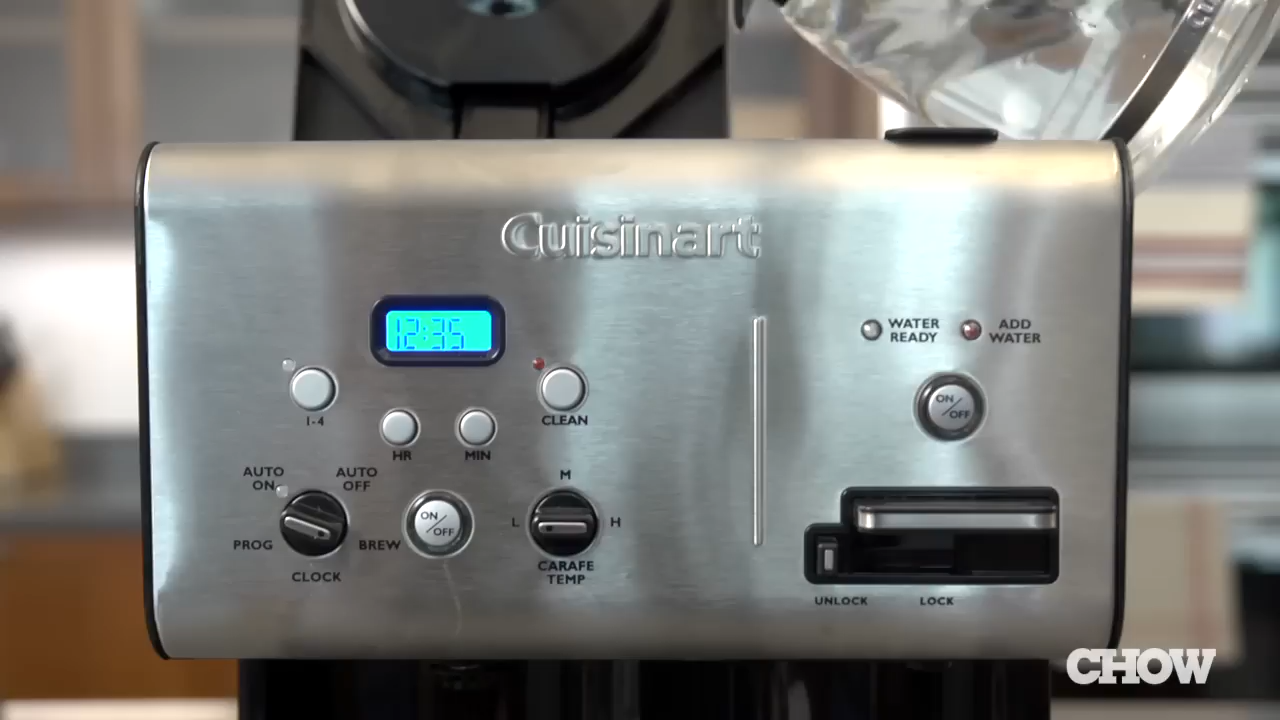 Cuisinart
12:35
WATER
READY
ADD
WATER
1-4
CLEAN
HR
MIN
ON/OFF
AUTO
ON
AUTO
OFF
M
PROG
BREW
ON/OFF
L
H
CLOCK
CARAFE
TEMP
UNLOCK
LOCK
CHOW